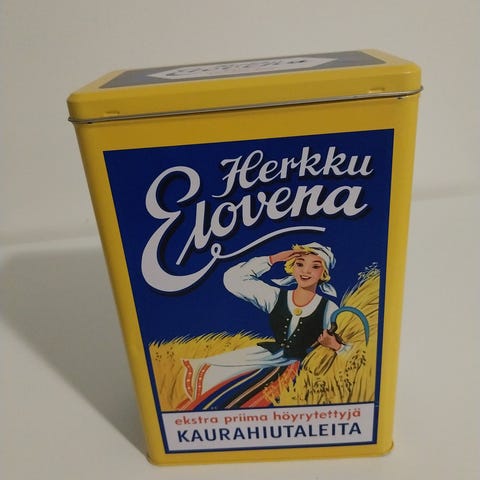 Herkku
Elovena
ekstra priima höyrytettyjä
KAURAHIUTALEITA